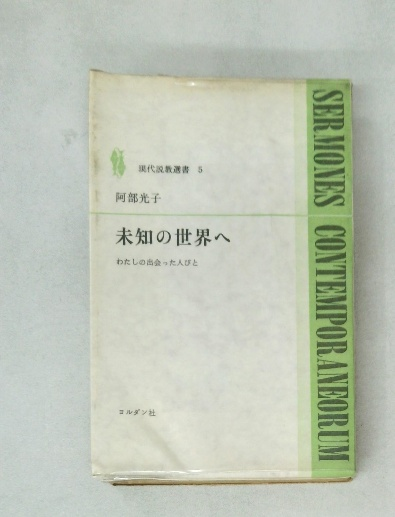 現代説教選書 5
阿部光子
未知の世界へ
わたしの出会った人びと
ヨルダン社
SERMONES CONTEMPORANEORUM